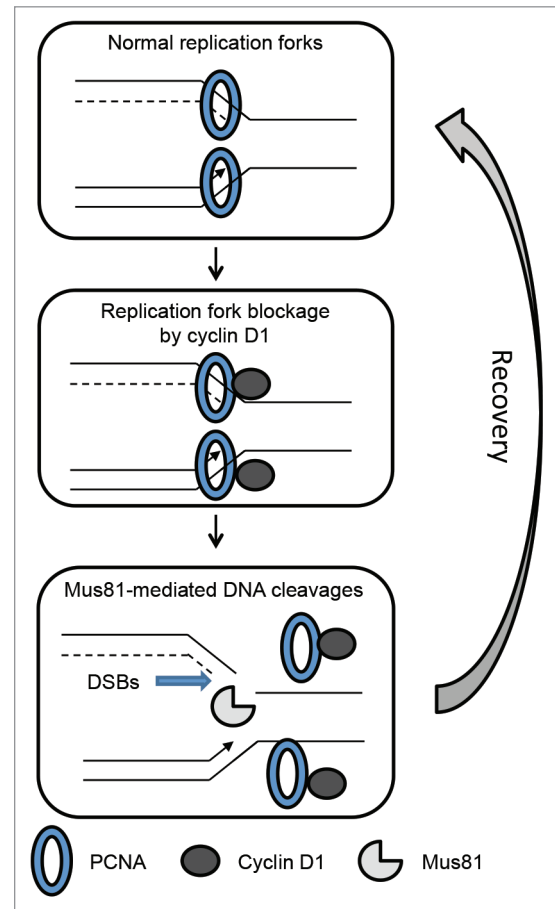 Normal replication forks
Replication fork blockage
by cyclin D1
Recovery
Mus81-mediated DNA cleavages
DSBs
PCNA
Cyclin D1
Mus81